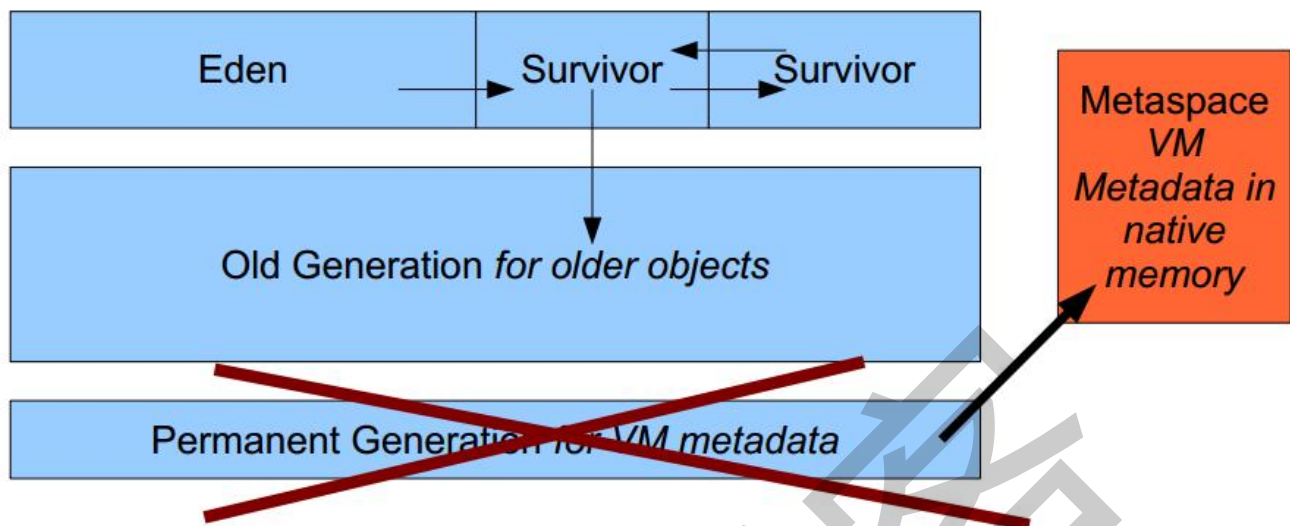 Eden
Survivor
Survivor
Metaspace
VM
Metadata in
native
memory
Old Generation for older objects
Permanent Generation for VM metadata